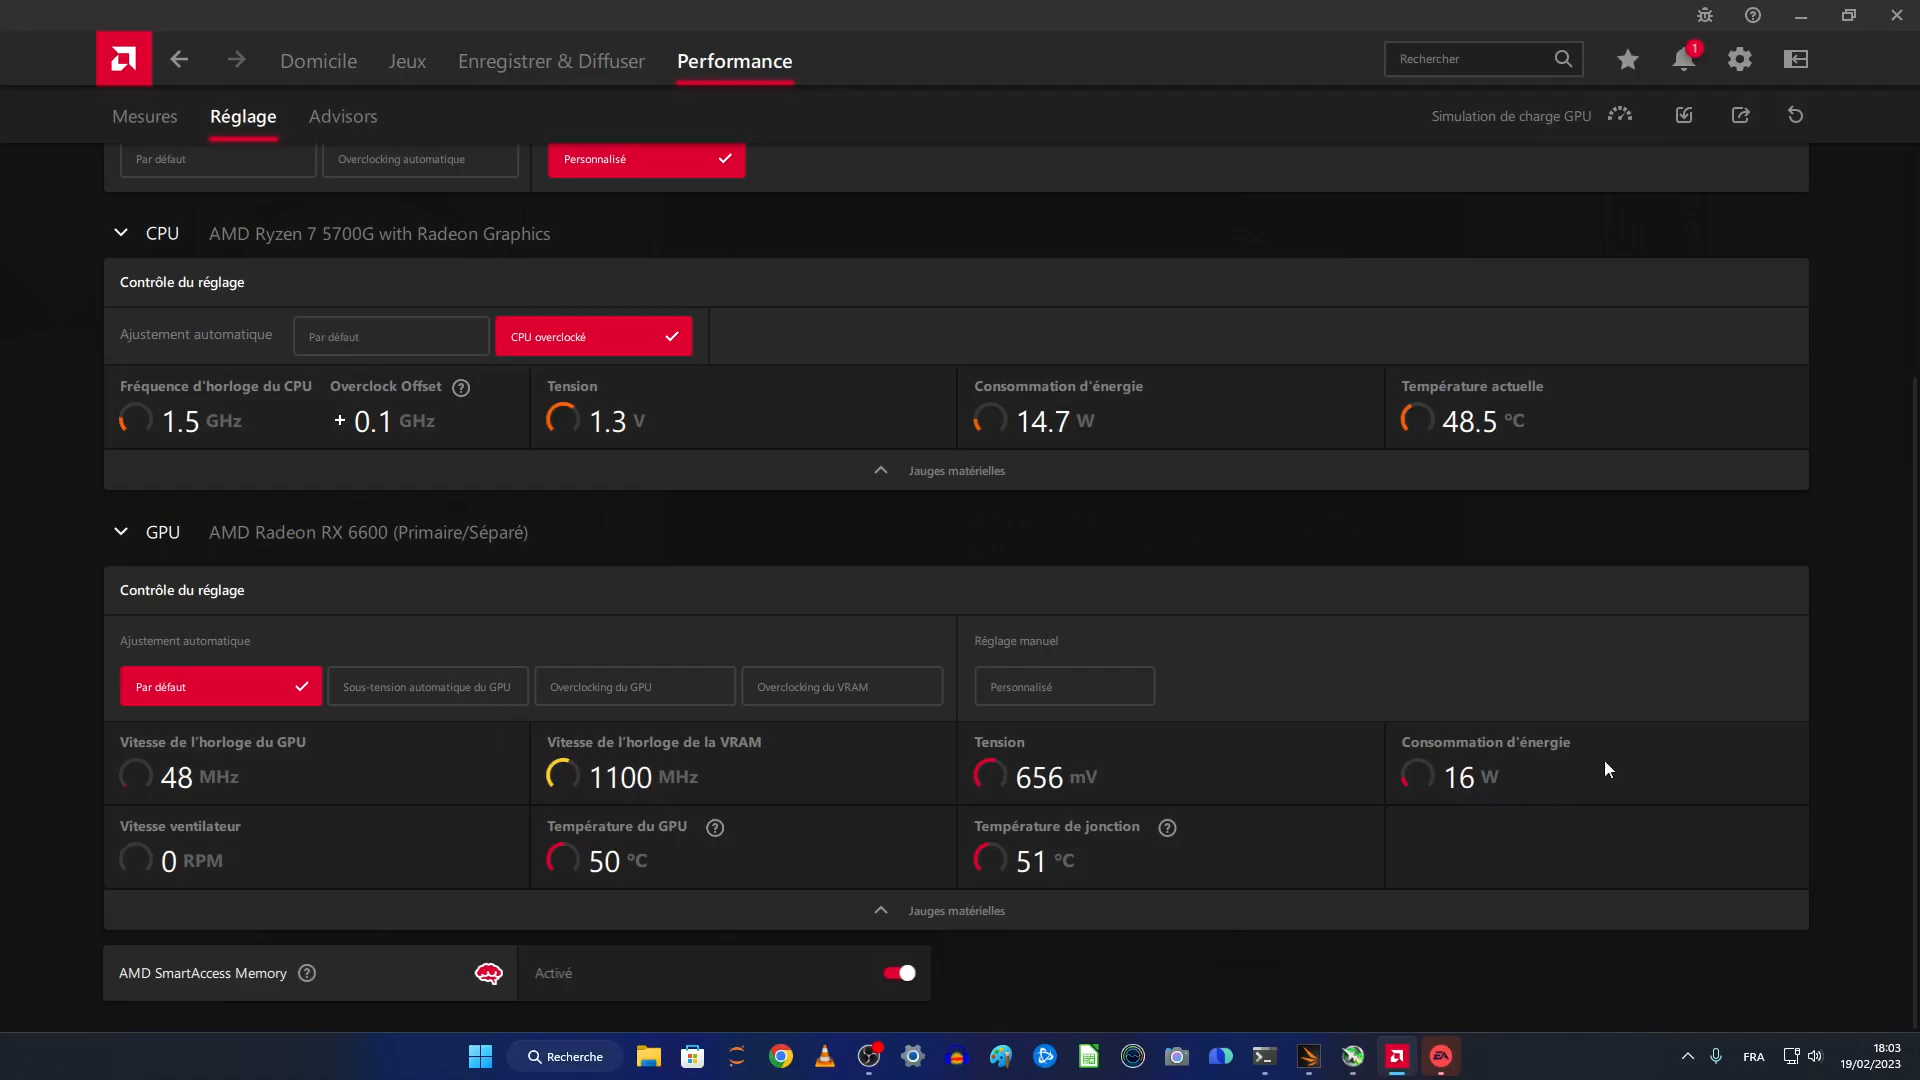 Domicile Jeux Enregistrer & Diffuser Performance Rechercher 1
Mesures Réglage Advisors Simulation de charge GPU
Par défaut Overclocking automatique Personnalisé
CPU AMD Ryzen 7 5700G with Radeon Graphics
Contrôle du réglage
Ajustement automatique Par défaut CPU overclocké
Fréquence d'horloge du CPU Overclock Offset Tension Consommation d'énergie Température actuelle
1.5 GHz + 0.1 GHz 1.3 V 14.7 W 48.5 °C
Jauges matérielles
GPU AMD Radeon RX 6600 (Primaire/Séparé)
Contrôle du réglage
Ajustement automatique Réglage manuel
Par défaut Sous-tension automatique du GPU Overclocking du GPU Overclocking du VRAM Personnalisé
Vitesse de l'horloge du GPU Vitesse de l'horloge de la VRAM Tension Consommation d'énergie
48 MHz 1100 MHz 656 mV 16 W
Vitesse ventilateur Température du GPU Température de jonction
0 RPM 50 °C 51 °C
Jauges matérielles
AMD SmartAccess Memory Activé
Recherche EA FRA 18:03
19/02/2023